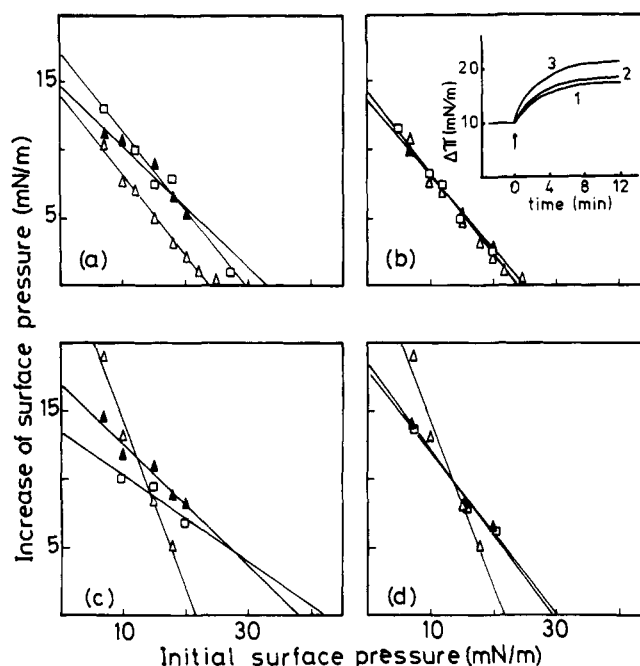 Increase of surface pressure (mN/m)
15
5
(a)
(b)
Δπ(mN/m)
20
10
3
2
1
0 4 8 12
time (min)
15
5
(c)
(d)
10 30
10 30
Initial surface pressure (mN/m)